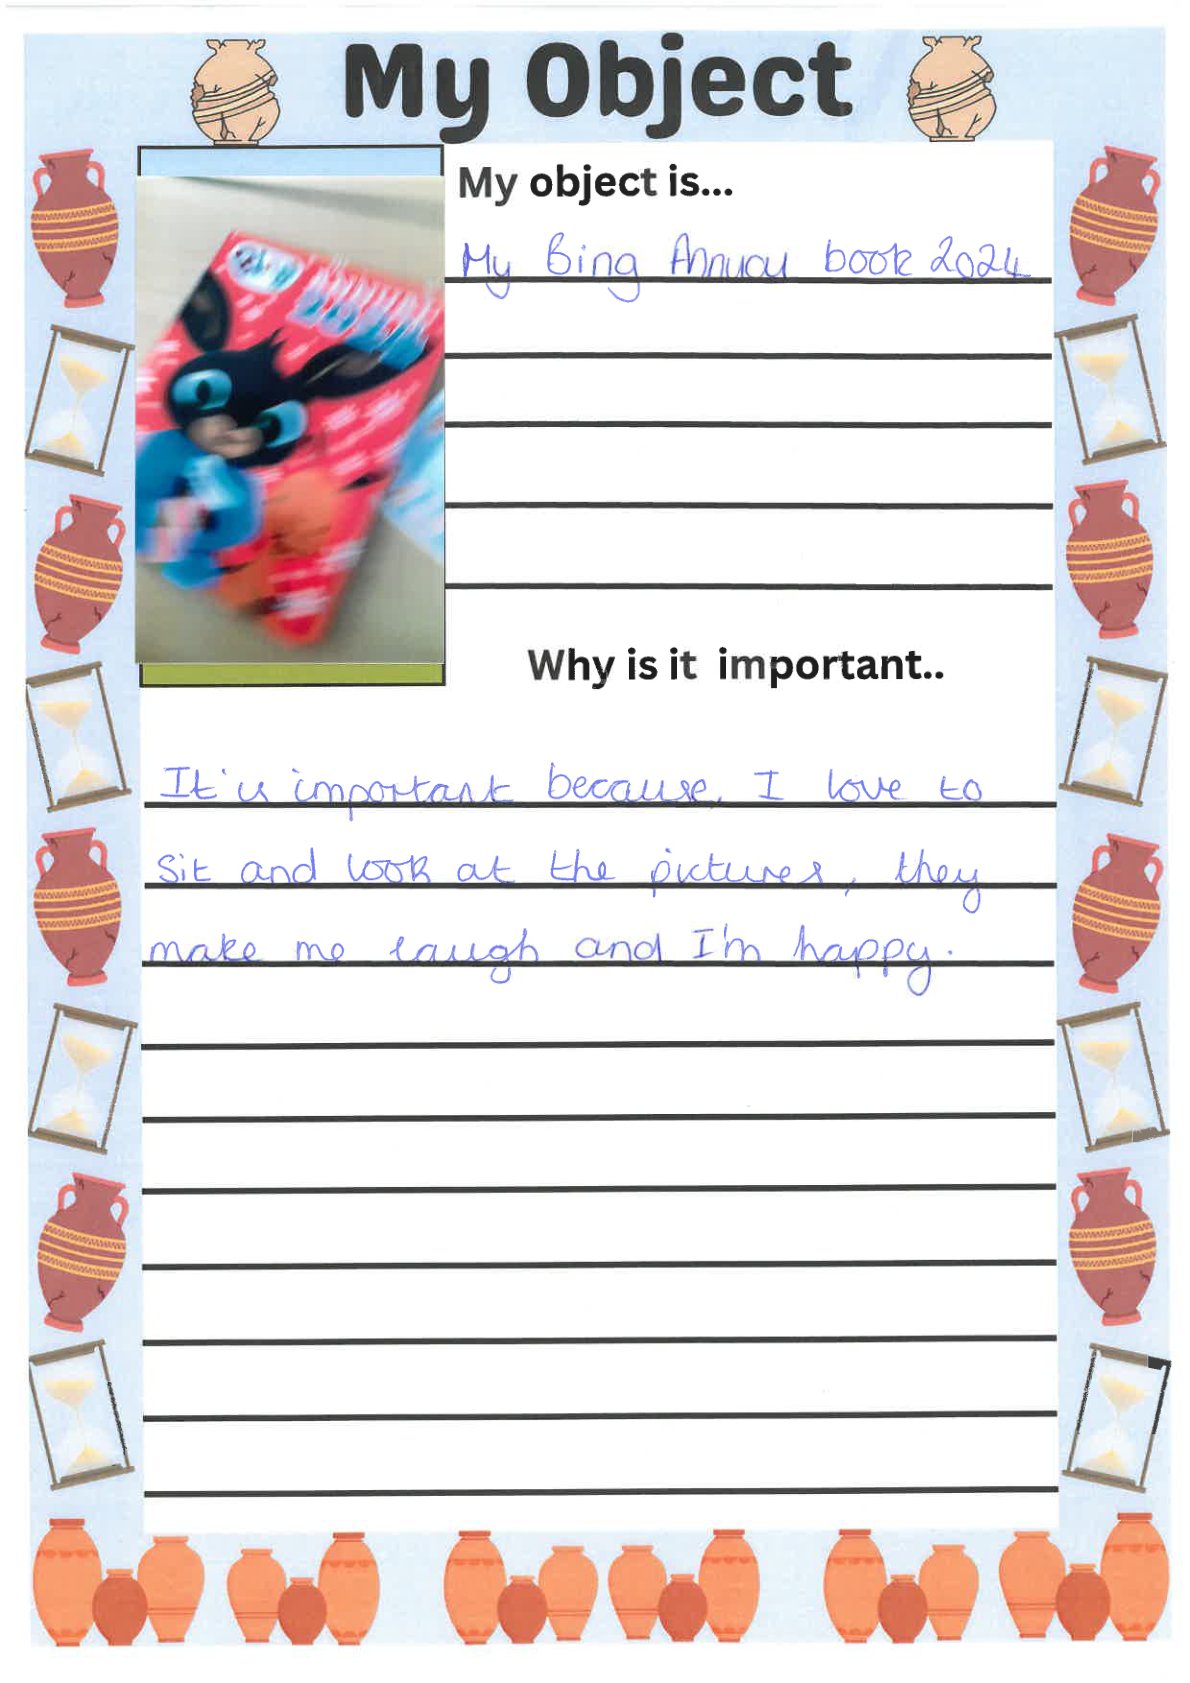 My Object
My object is...
My Bing Annual book 2024
Why is it important..
It is important because, I love to
Sit and look at the pictures, they
make me laugh and I'm happy.